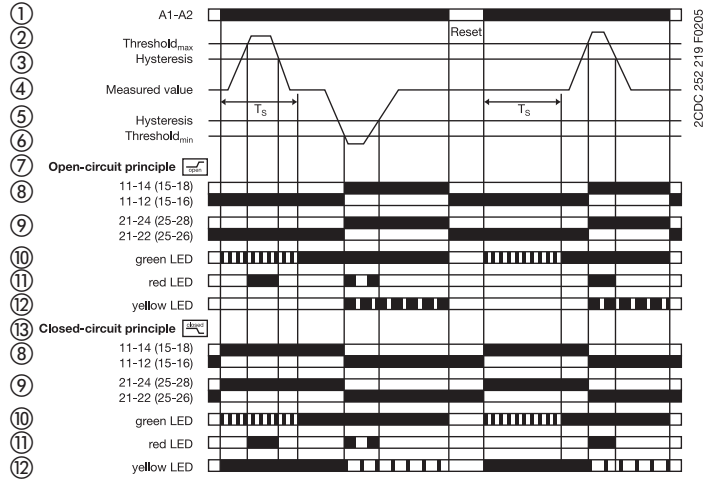 ① A1-A2
Reset
② Threshold max
③ Hysteresis
④ Measured value
Ts Ts
⑤ Hysteresis
⑥ Threshold min
⑦ Open-circuit principle open
⑧ 11-14 (15-18)
11-12 (15-16)
⑨ 21-24 (25-28)
21-22 (25-26)
⑩ green LED
⑪ red LED
⑫ yellow LED
⑬ Closed-circuit principle closed
⑧ 11-14 (15-18)
11-12 (15-16)
⑨ 21-24 (25-28)
21-22 (25-26)
⑩ green LED
⑪ red LED
⑫ yellow LED
2CDC 252 219 F0205